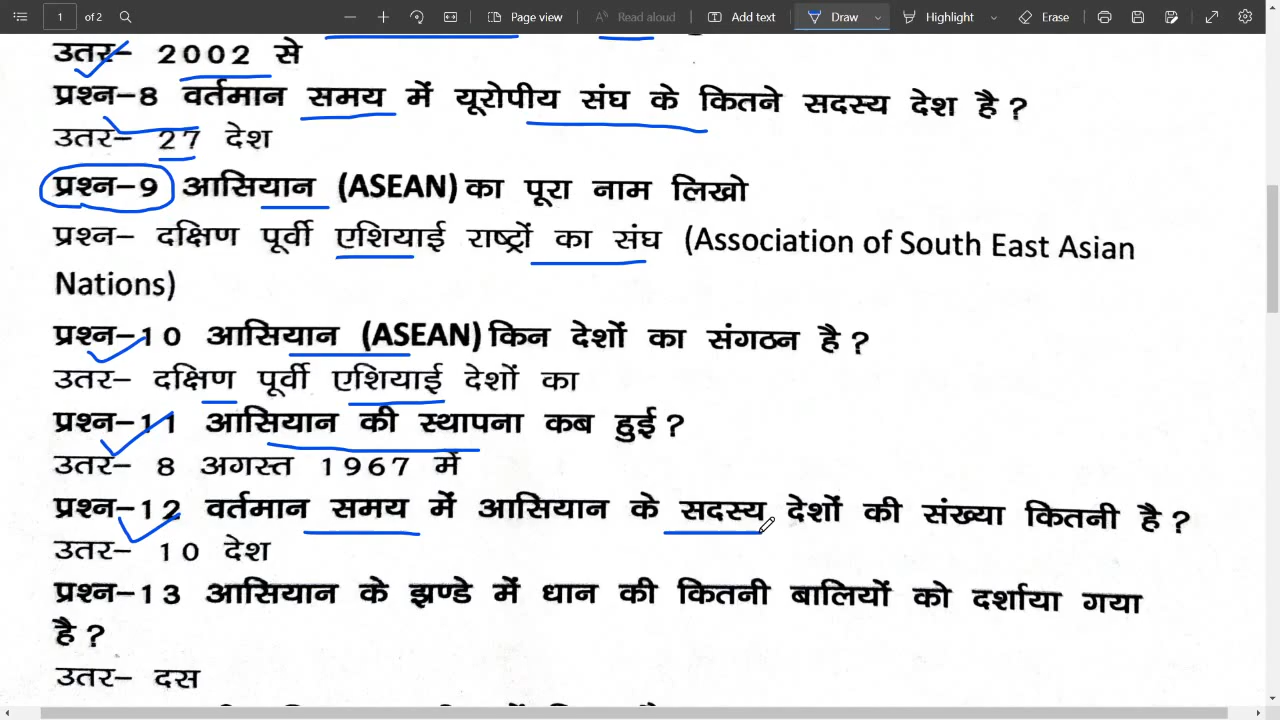 1 of 2 Page view Read aloud Add text Draw Highlight Erase
उतर- 2002 से
प्रश्न-8 वर्तमान समय में यूरोपीय संघ के कितने सदस्य देश है ?
उतर- 27 देश
प्रश्न-9 आसियान (ASEAN) का पूरा नाम लिखो
प्रश्न- दक्षिण पूर्वी एशियाई राष्ट्रों का संघ (Association of South East Asian
Nations)
प्रश्न-10 आसियान (ASEAN) किन देशों का संगठन है ?
उतर- दक्षिण पूर्वी एशियाई देशों का
प्रश्न-11 आसियान की स्थापना कब हुई ?
उतर- 8 अगस्त 1967 में
प्रश्न-12 वर्तमान समय में आसियान के सदस्य देशों की संख्या कितनी है ?
उतर- 10 देश
प्रश्न-13 आसियान के झण्डे में धान की कितनी बालियों को दर्शाया गया
है ?
उतर- दस